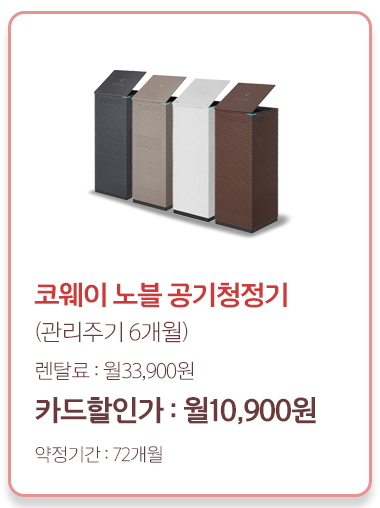 코웨이 노블 공기청정기
(관리주기 6개월)
렌탈료 : 월33,900원
카드할인가 : 월10,900원
약정기간 : 72개월